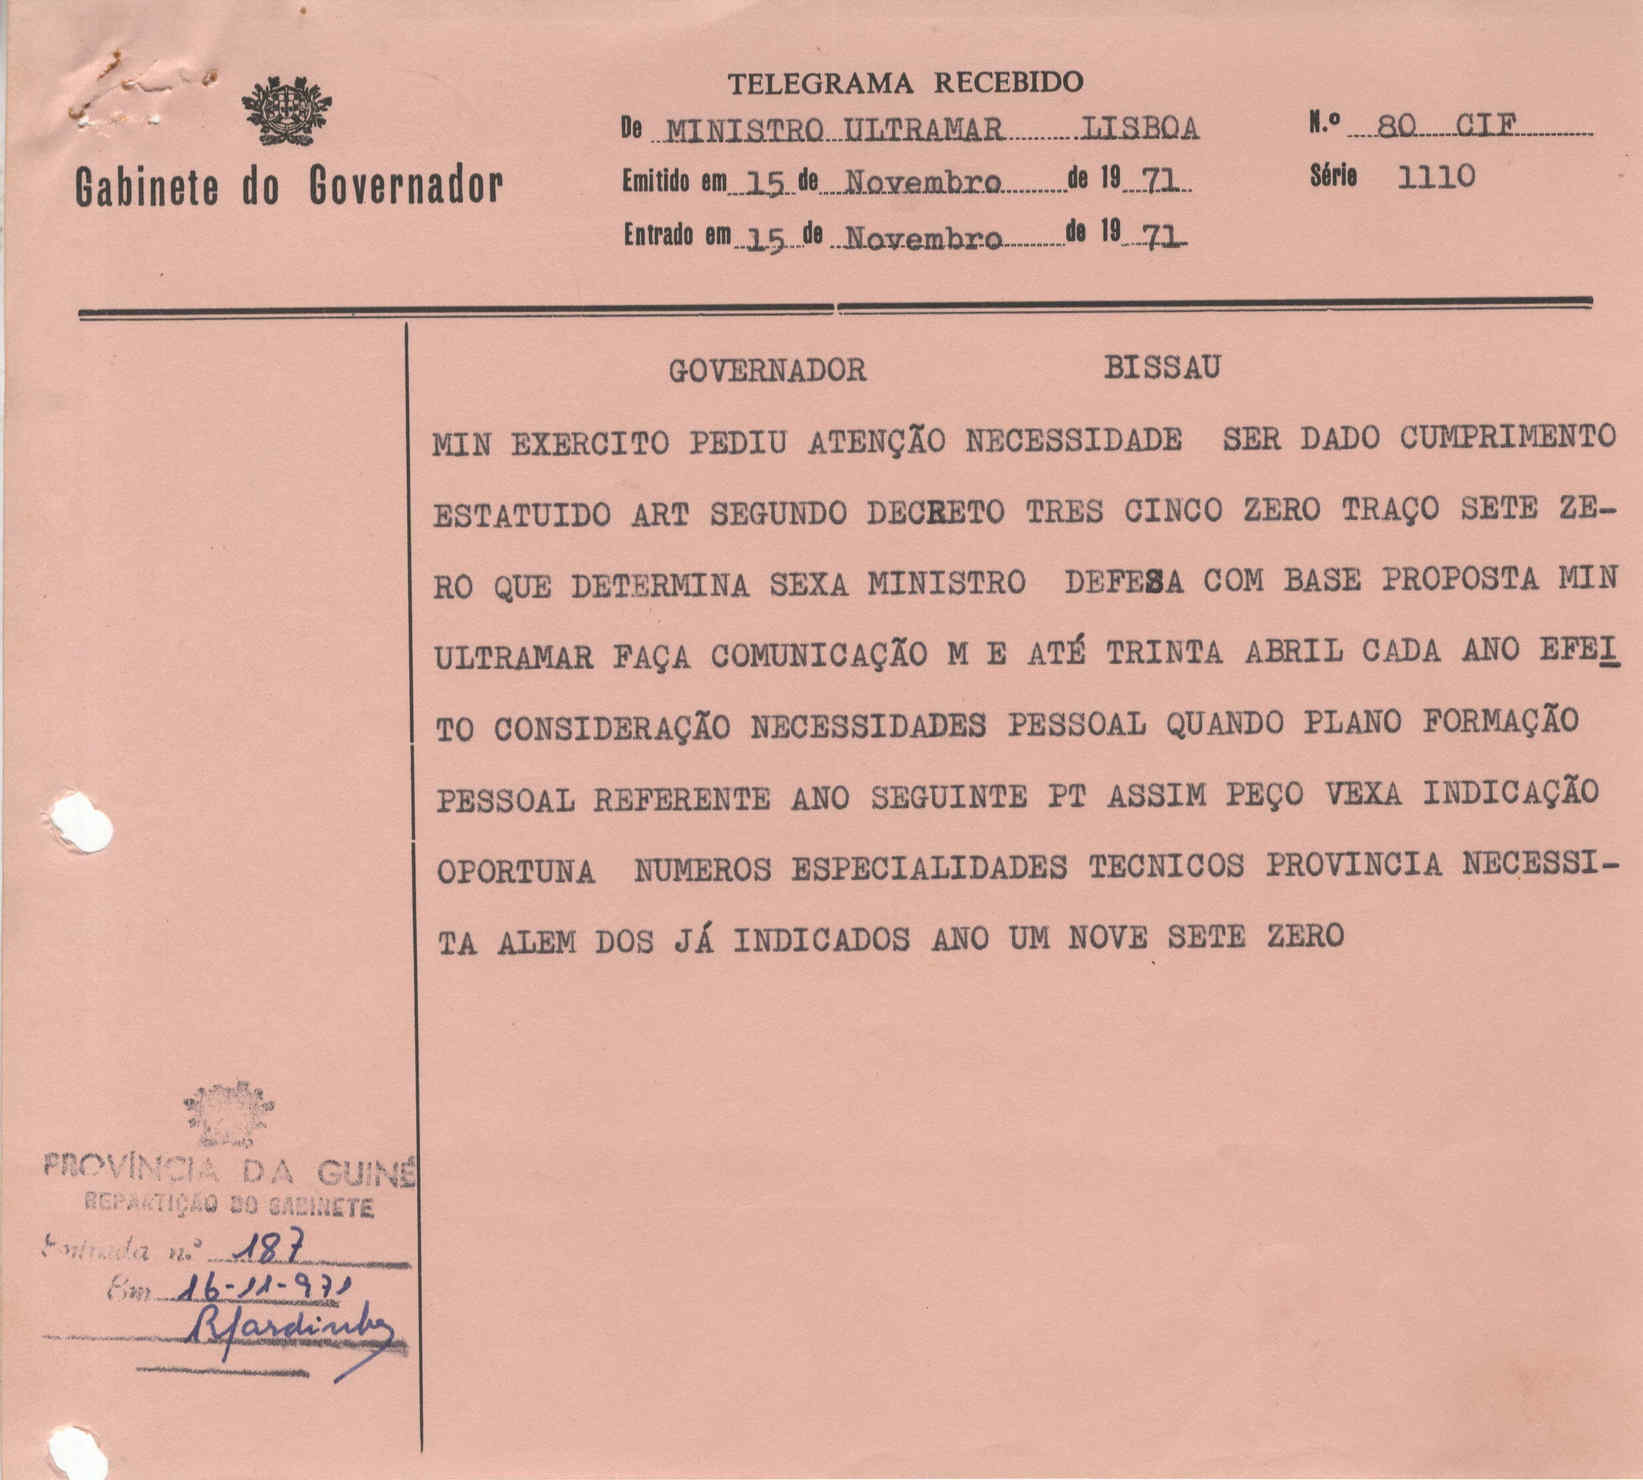 TELEGRAMA RECEBIDO
De MINISTRO ULTRAMAR LISBOA
N.º 80 CIF
Gabinete do Governador
Emitido em 15 de Novembro de 19 71
Série 1110
Entrado em 15 de Novembro de 19 71
GOVERNADOR BISSAU
MIN EXERCITO PEDIU ATENÇÃO NECESSIDADE SER DADO CUMPRIMENTO
ESTATUIDO ART SEGUNDO DECRETO TRES CINCO ZERO TRAÇO SETE ZE-
RO QUE DETERMINA SEXA MINISTRO DEFESA COM BASE PROPOSTA MIN
ULTRAMAR FAÇA COMUNICAÇÃO M E ATÉ TRINTA ABRIL CADA ANO EFEI
TO CONSIDERAÇÃO NECESSIDADES PESSOAL QUANDO PLANO FORMAÇÃO
PESSOAL REFERENTE ANO SEGUINTE PT ASSIM PEÇO VEXA INDICAÇÃO
OPORTUNA NUMEROS ESPECIALIDADES TECNICOS PROVINCIA NECESSI-
TA ALEM DOS JÁ INDICADOS ANO UM NOVE SETE ZERO
PROVÍNCIA DA GUINÉ
REPARTIÇÃO DO GABINETE
Entrada n.º 187
Em 16-11-971